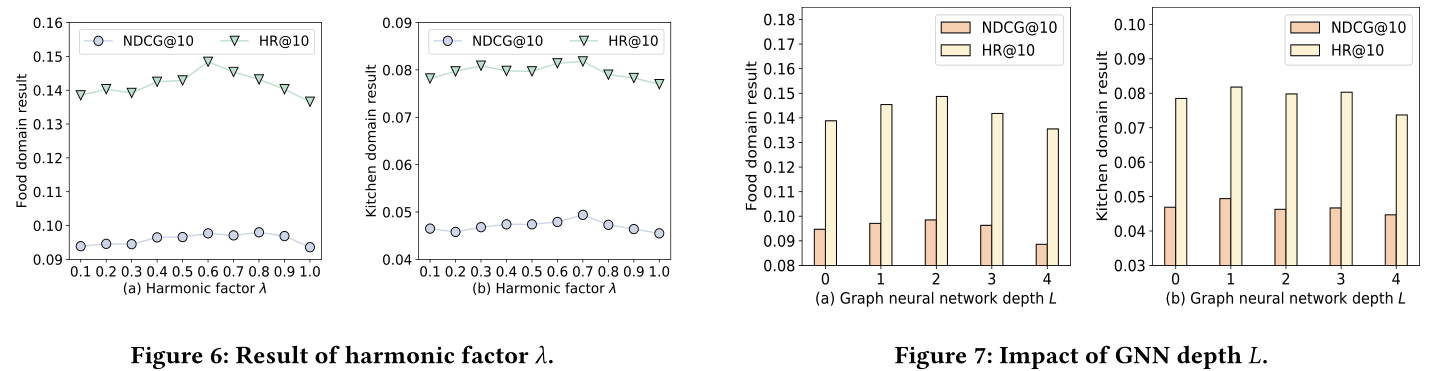 0.16
0.15
0.14
0.13
0.12
0.11
0.10
0.09
Food domain result
NDCG@10 HR@10
0.1 0.2 0.3 0.4 0.5 0.6 0.7 0.8 0.9 1.0
(a) Harmonic factor λ
0.09
0.08
0.07
0.06
0.05
0.04
Kitchen domain result
NDCG@10 HR@10
0.1 0.2 0.3 0.4 0.5 0.6 0.7 0.8 0.9 1.0
(b) Harmonic factor λ
Figure 6: Result of harmonic factor λ.
0.18
0.17
0.16
0.15
0.14
0.13
0.12
0.11
0.10
0.09
0.08
Food domain result
NDCG@10
HR@10
0 1 2 3 4
(a) Graph neural network depth L
0.10
0.09
0.08
0.07
0.06
0.05
0.04
0.03
Kitchen domain result
NDCG@10
HR@10
0 1 2 3 4
(b) Graph neural network depth L
Figure 7: Impact of GNN depth L.